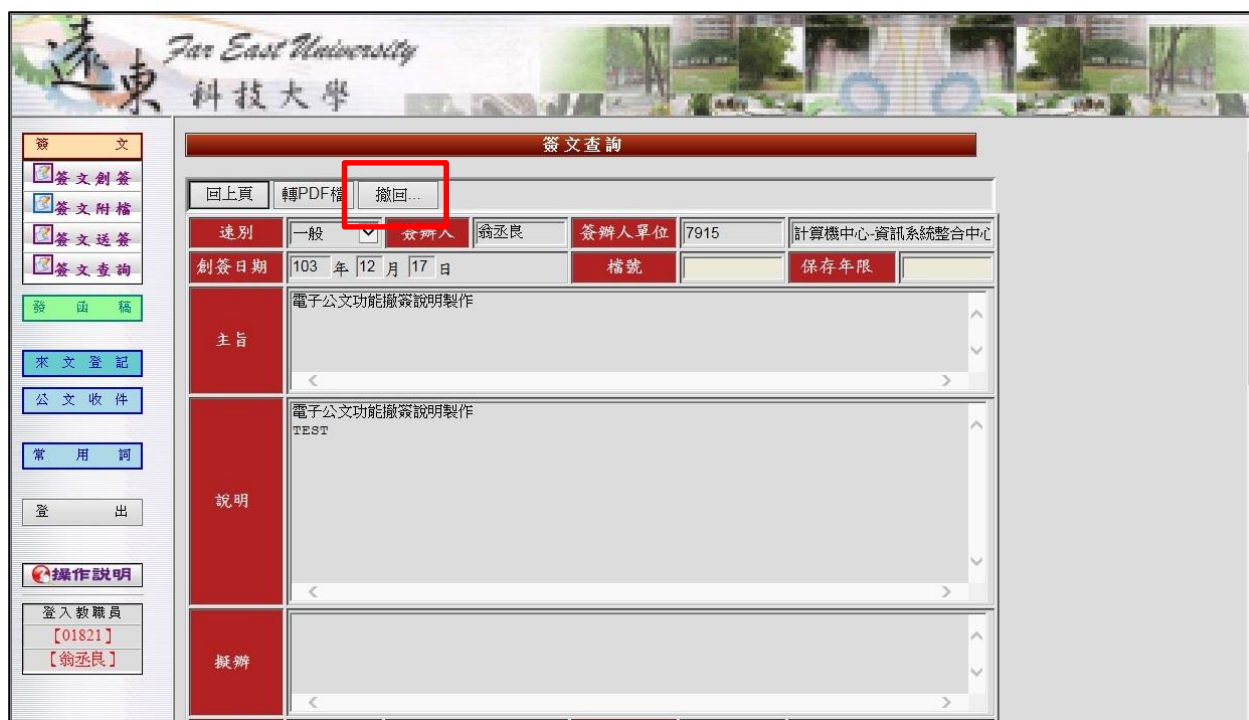 遠東 Far East University
科技大學
簽文
簽文創簽
簽文附檔
簽文送簽
簽文查詢
發函稿
來文登記
公文收件
常用詞
登出
操作説明
登入教職員
【01821】
【翁丞良】
簽文查詢
回上頁 轉PDF檔 撤回...
速別 一般 簽辦人 翁丞良 簽辦人單位 7915 計算機中心-資訊系統整合中心
創簽日期 103 年 12 月 17 日 檔號 保存年限
主旨
電子公文功能撤簽說明製作
說明
電子公文功能撤簽說明製作
TEST
擬辦